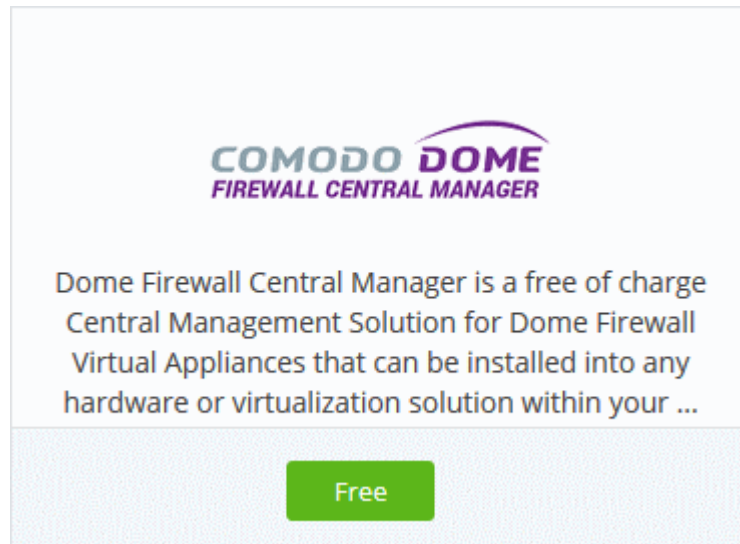 COMODO DOME
FIREWALL CENTRAL MANAGER
Dome Firewall Central Manager is a free of charge
Central Management Solution for Dome Firewall
Virtual Appliances that can be installed into any
hardware or virtualization solution within your ...
Free